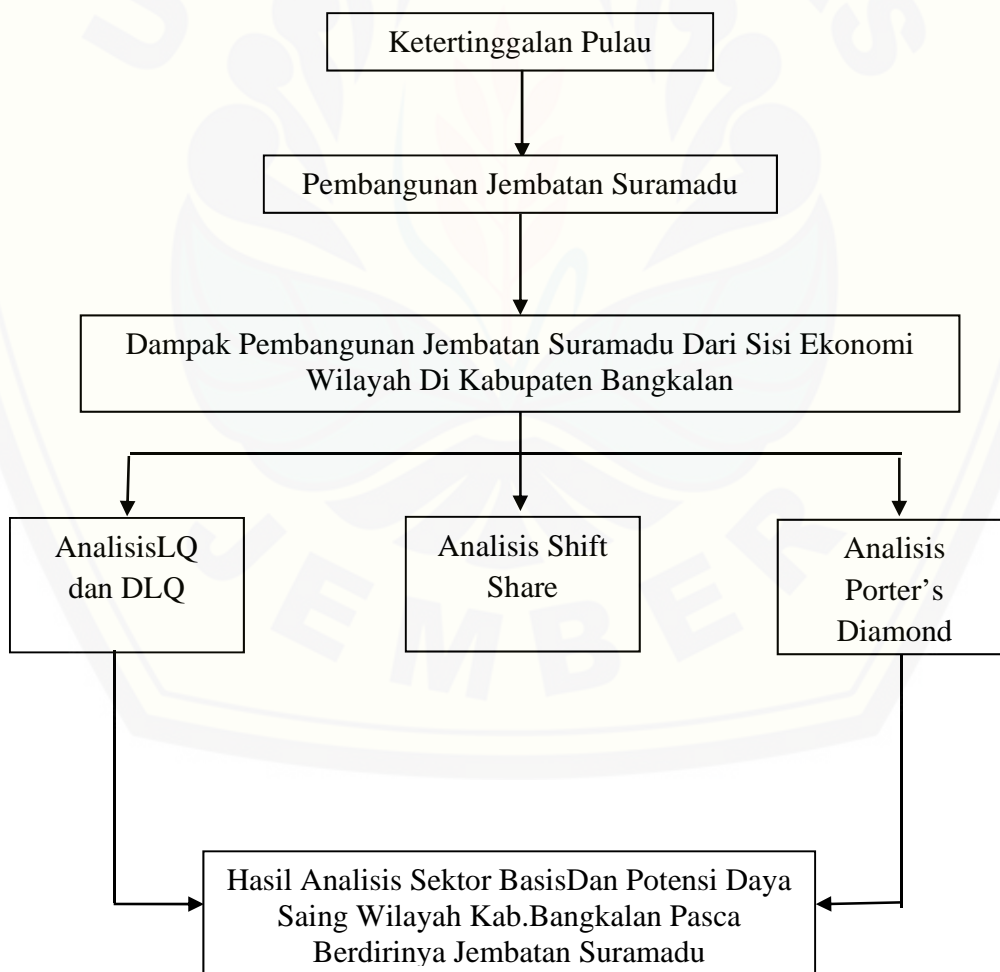 Ketertinggalan Pulau
Pembangunan Jembatan Suramadu
Dampak Pembangunan Jembatan Suramadu Dari Sisi Ekonomi
Wilayah Di Kabupaten Bangkalan
AnalisisLQ
dan DLQ
Analisis Shift
Share
Analisis
Porter's
Diamond
JEMBER
Hasil Analisis Sektor BasisDan Potensi Daya
Saing Wilayah Kab.Bangkalan Pasca
Berdirinya Jembatan Suramadu